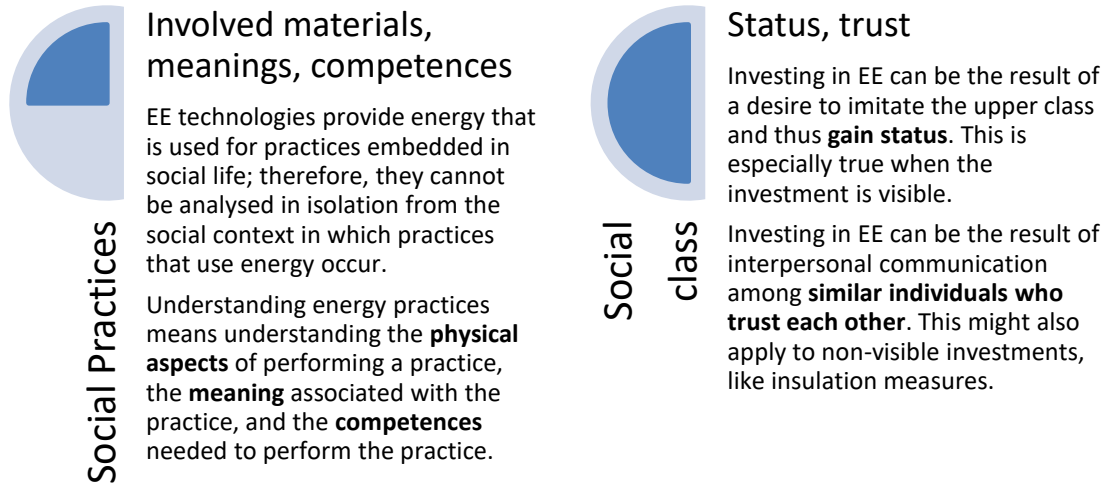 Social Practices
Involved materials,
meanings, competences
EE technologies provide energy that
is used for practices embedded in
social life; therefore, they cannot
be analysed in isolation from the
social context in which practices
that use energy occur.
Understanding energy practices
means understanding the physical
aspects of performing a practice,
the meaning associated with the
practice, and the competences
needed to perform the practice.
Social
class
Status, trust
Investing in EE can be the result of
a desire to imitate the upper class
and thus gain status. This is
especially true when the
investment is visible.
Investing in EE can be the result of
interpersonal communication
among similar individuals who
trust each other. This might also
apply to non-visible investments,
like insulation measures.